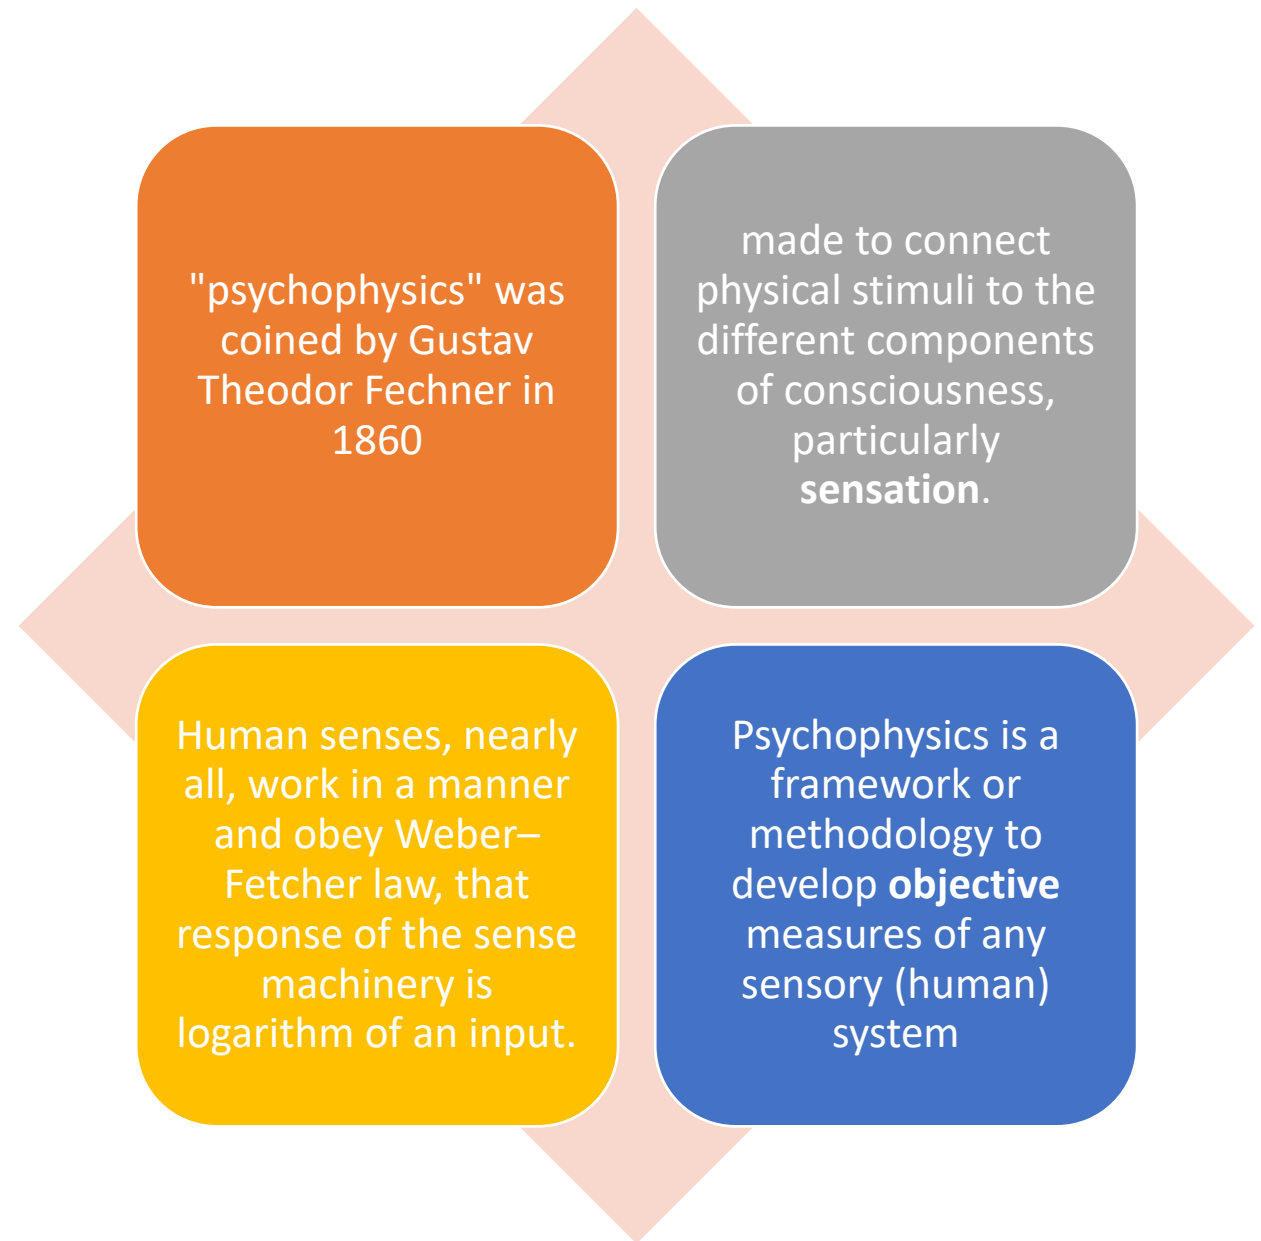 "psychophysics" was
coined by Gustav
Theodor Fechner in
1860
made to connect
physical stimuli to the
different components
of consciousness,
particularly
sensation.
Human senses, nearly
all, work in a manner
and obey Weber–
Fetcher law, that
response of the sense
machinery is
logarithm of an input.
Psychophysics is a
framework or
methodology to
develop objective
measures of any
sensory (human)
system